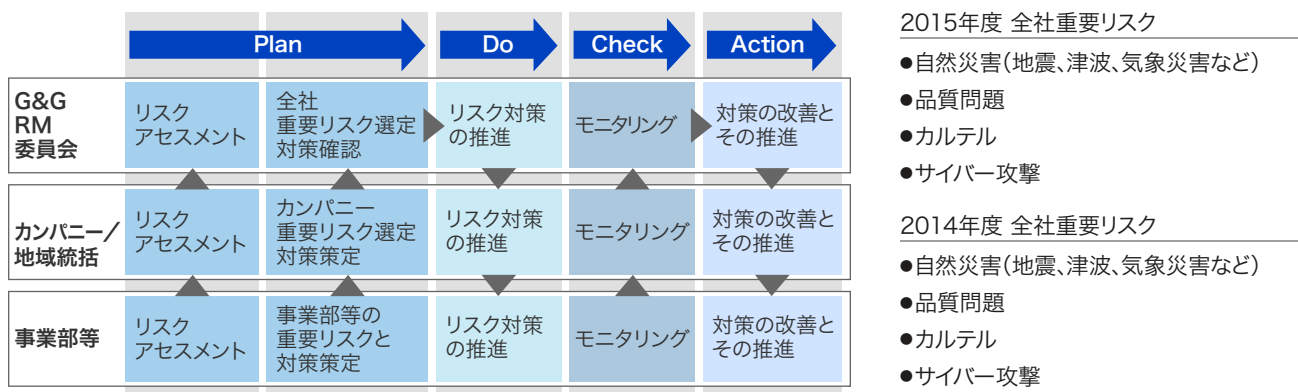 Plan
Do
Check
Action
G&G
RM
委員会
リスク
アセスメント
全社
重要リスク選定
対策確認
リスク対策
の推進
モニタリング
対策の改善と
その推進
カンパニー／
地域統括
リスク
アセスメント
カンパニー
重要リスク選定
対策策定
リスク対策
の推進
モニタリング
対策の改善と
その推進
事業部等
リスク
アセスメント
事業部等の
重要リスクと
対策策定
リスク対策
の推進
モニタリング
対策の改善と
その推進
2015年度 全社重要リスク
●自然災害（地震、津波、気象災害など）
●品質問題
●カルテル
●サイバー攻撃
2014年度 全社重要リスク
●自然災害（地震、津波、気象災害など）
●品質問題
●カルテル
●サイバー攻撃